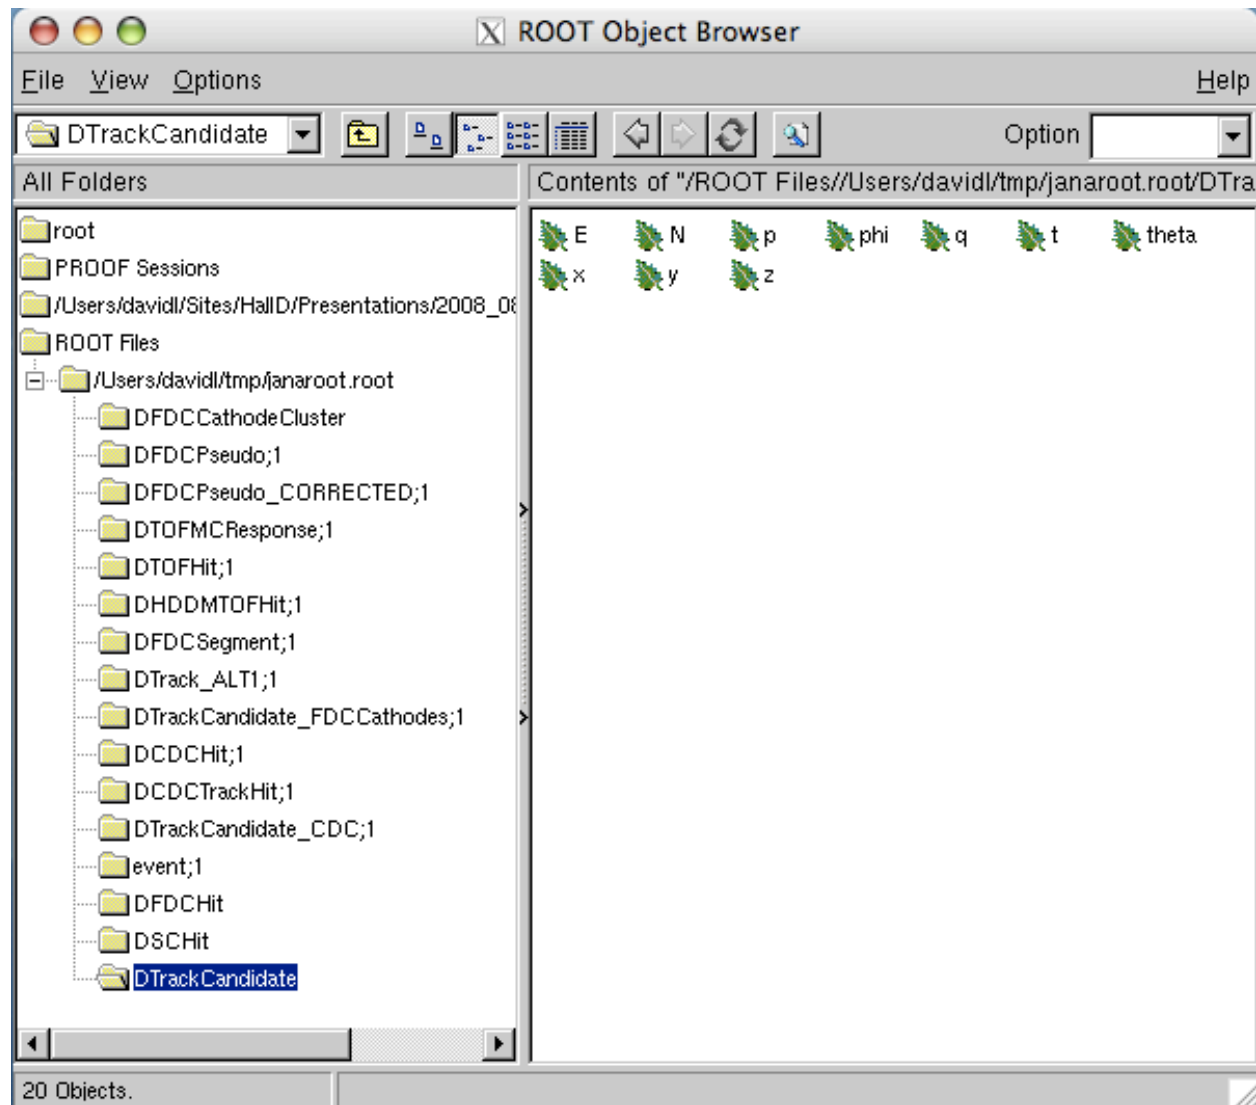 ROOT Object Browser
File View Options Help
DTrackCandidate Option
All Folders
Contents of "/ROOT Files//Users/davidl/tmp/janaroot.root/DTra
root
PROOF Sessions
/Users/davidl/Sites/HallD/Presentations/2008_08
ROOT Files
/Users/davidl/tmp/janaroot.root
DFDCCathodeCluster
DFDCPseudo;1
DFDCPseudo_CORRECTED;1
DTOFMCResponse;1
DTOFHit;1
DHDDMTOFHit;1
DFDCSegment;1
DTrack_ALT1;1
DTrackCandidate_FDCCathodes;1
DCDCHit;1
DCDCTrackHit;1
DTrackCandidate_CDC;1
event;1
DFDCHit
DSCHit
DTrackCandidate
E N p phi q t theta
x y z
20 Objects.